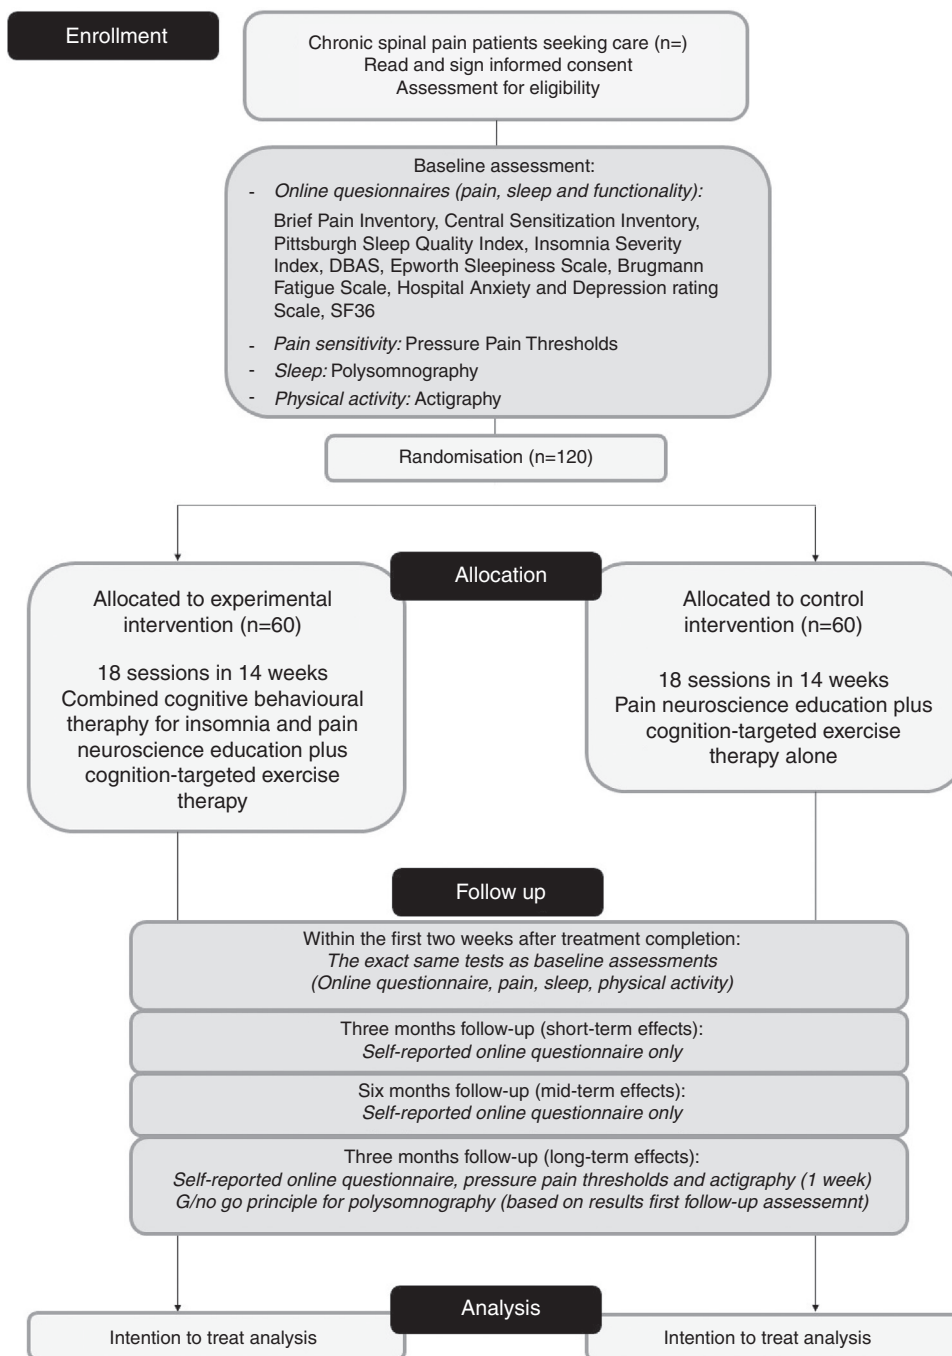 Enrollment
Chronic spinal pain patients seeking care (n=)
Read and sign informed consent
Assessment for eligibility
Baseline assessment:
- Online quesionnaires (pain, sleep and functionality):
Brief Pain Inventory, Central Sensitization Inventory,
Pittsburgh Sleep Quality Index, Insomnia Severity
Index, DBAS, Epworth Sleepiness Scale, Brugmann
Fatigue Scale, Hospital Anxiety and Depression rating
Scale, SF36
- Pain sensitivity: Pressure Pain Thresholds
- Sleep: Polysomnography
- Physical activity: Actigraphy
Randomisation (n=120)
Allocation
Allocated to experimental
intervention (n=60)
18 sessions in 14 weeks
Combined cognitive behavioural
theraphy for insomnia and pain
neuroscience education plus
cognition-targeted exercise
therapy
Allocated to control
intervention (n=60)
18 sessions in 14 weeks
Pain neuroscience education plus
cognition-targeted exercise
therapy alone
Follow up
Within the first two weeks after treatment completion:
The exact same tests as baseline assessments
(Online questionnaire, pain, sleep, physical activity)
Three months follow-up (short-term effects):
Self-reported online questionnaire only
Six months follow-up (mid-term effects):
Self-reported online questionnaire only
Three months follow-up (long-term effects):
Self-reported online questionnaire, pressure pain thresholds and actigraphy (1 week)
G/no go principle for polysomnography (based on results first follow-up assessemnt)
Analysis
Intention to treat analysis
Intention to treat analysis